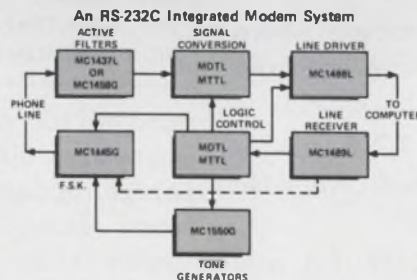 An RS-232C Integrated Modem System
ACTIVE FILTERS
SIGNAL CONVERSION
LINE DRIVER
MC1437L OR MC1458G
MDTL MTTL
MC1488L
PHONE LINE
LOGIC CONTROL
LINE RECEIVER
TO COMPUTER
MC1445G
MDTL MTTL
MC1489L
F.S.K.
MC1550G
TONE GENERATORS